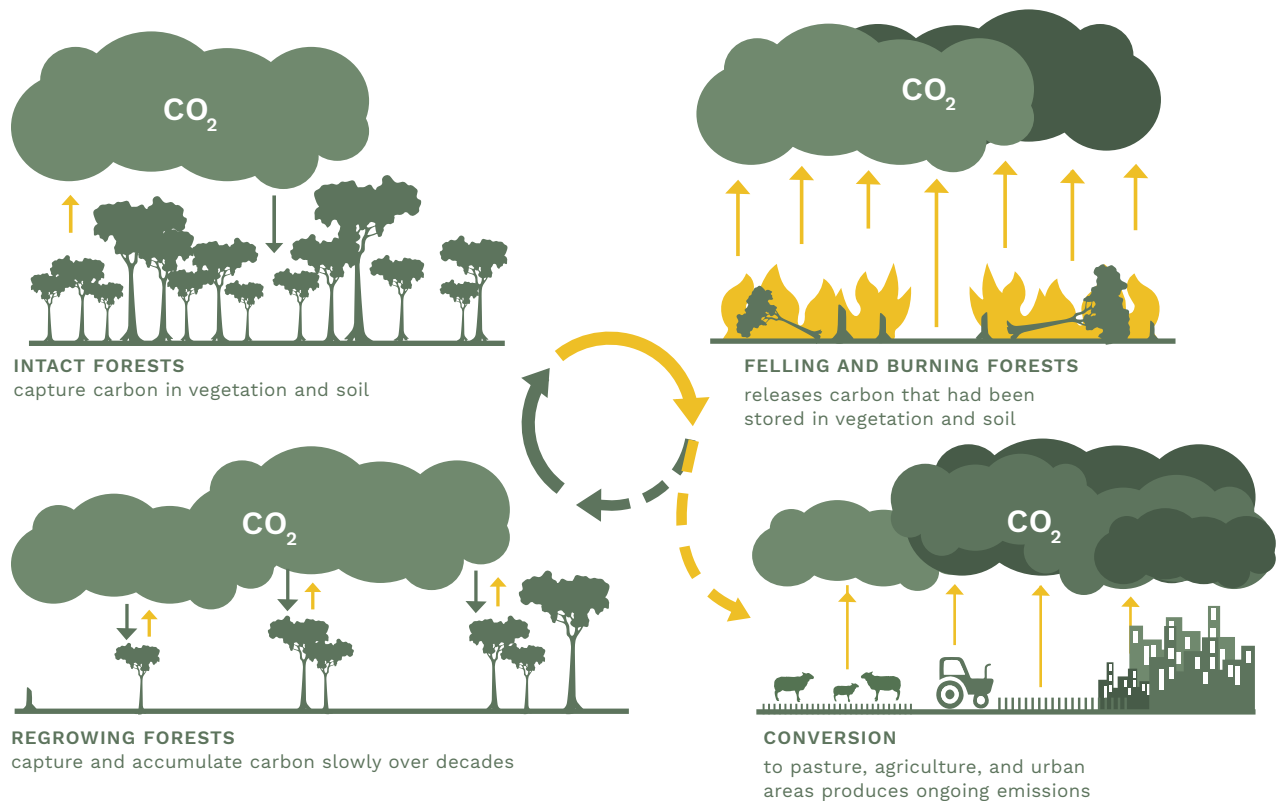 CO2
INTACT FORESTS
capture carbon in vegetation and soil
CO2
FELLING AND BURNING FORESTS
releases carbon that had been
stored in vegetation and soil
CO2
REGROWING FORESTS
capture and accumulate carbon slowly over decades
CO2
CONVERSION
to pasture, agriculture, and urban
areas produces ongoing emissions